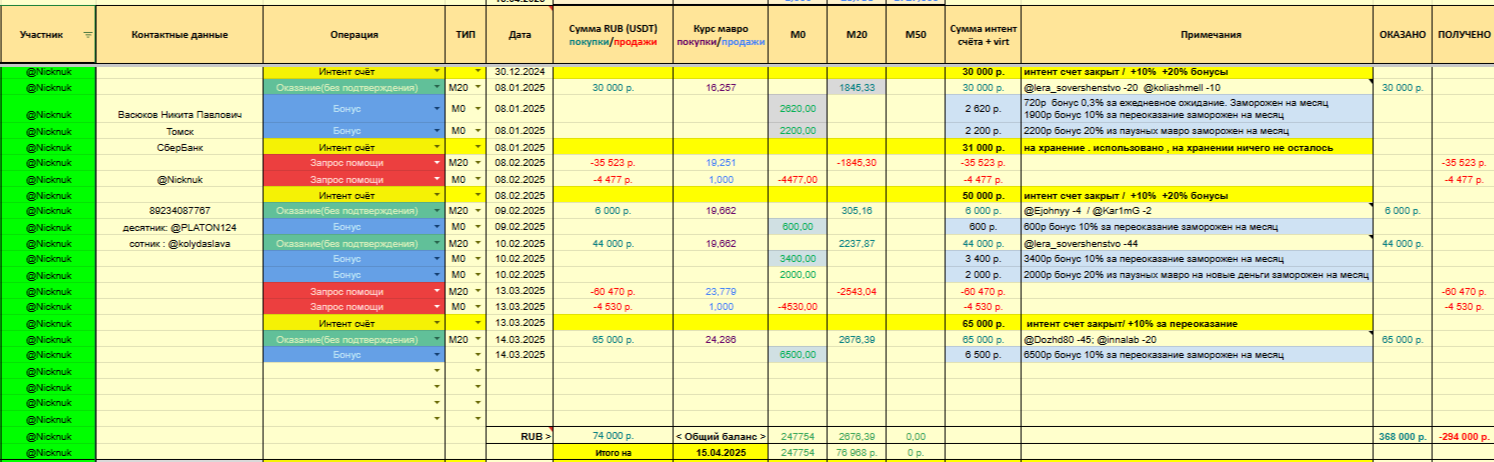 Участник Контактные данные Операция ТИП Дата Сумма RUB (USDT) покупки/продажи Курс мавро покупки/продажи М0 М20 М50 Сумма интент счёта + virt Примечания ОКАЗАНО ПОЛУЧЕНО
@Nicknuk Интент счёт 30.12.2024 30 000 р. интент счет закрыт / +10% +20% бонусы
@Nicknuk Оказание(без подтверждения) М20 08.01.2025 30 000 р. 16,257 1845,33 30 000 р. @lera_sovershenstvo -20 @koliashmell -10 30 000 р.
@Nicknuk Васюков Никита Павлович Бонус М0 08.01.2025 2620,00 2 620 р. 720р бонус 0,3% за ежедневное ожидание. Заморожен на месяц
1900р бонус 10% за переоказание заморожен на месяц
@Nicknuk Томск Бонус М0 08.01.2025 2200,00 2 200 р. 2200р бонус 20% из паузных мавро заморожен на месяц
@Nicknuk СберБанк Интент счёт 08.01.2025 31 000 р. на хранение . использовано , на хранении ничего не осталось
@Nicknuk Запрос помощи М20 08.02.2025 -35 523 р. 19,251 -1845,30 -35 523 р. -35 523 р.
@Nicknuk @Nicknuk Запрос помощи М0 08.02.2025 -4 477 р. 1,000 -4477,00 -4 477 р. -4 477 р.
@Nicknuk Интент счёт 08.02.2025 50 000 р. интент счет закрыт / +10% +20% бонусы
@Nicknuk 89234087767 Оказание(без подтверждения) М20 09.02.2025 6 000 р. 19,662 305,16 6 000 р. @Ejohnyy -4 / @Kar1mG -2 6 000 р.
@Nicknuk десятник: @PLATON124 Бонус М0 09.02.2025 600,00 600 р. 600р бонус 10% за переоказание заморожен на месяц
@Nicknuk сотник : @kolydaslava Оказание(без подтверждения) М20 10.02.2025 44 000 р. 19,662 2237,87 44 000 р. @lera_sovershenstvo -44 44 000 р.
@Nicknuk Бонус М0 10.02.2025 3400,00 3 400 р. 3400р бонус 10% за переоказание заморожен на месяц
@Nicknuk Бонус М0 10.02.2025 2000,00 2 000 р. 2000р бонус 20% из паузных мавро на новые деньги заморожен на месяц
@Nicknuk Запрос помощи М20 13.03.2025 -60 470 р. 23,779 -2543,04 -60 470 р. -60 470 р.
@Nicknuk Запрос помощи М0 13.03.2025 -4 530 р. 1,000 -4530,00 -4 530 р. -4 530 р.
@Nicknuk Интент счёт 13.03.2025 65 000 р. интент счет закрыт/ +10% за переоказание
@Nicknuk Оказание(без подтверждения) М20 14.03.2025 65 000 р. 24,286 2676,39 65 000 р. @Dozhd80 -45; @innalab -20 65 000 р.
@Nicknuk Бонус 14.03.2025 6500,00 6 500 р. 6500р бонус 10% за переоказание заморожен на месяц
@Nicknuk
@Nicknuk
@Nicknuk
@Nicknuk
@Nicknuk RUB > 74 000 р. < Общий баланс > 247754 2676,39 0,00 368 000 р. -294 000 р.
@Nicknuk Итого на 15.04.2025 247754 76 968 р. 0 р.